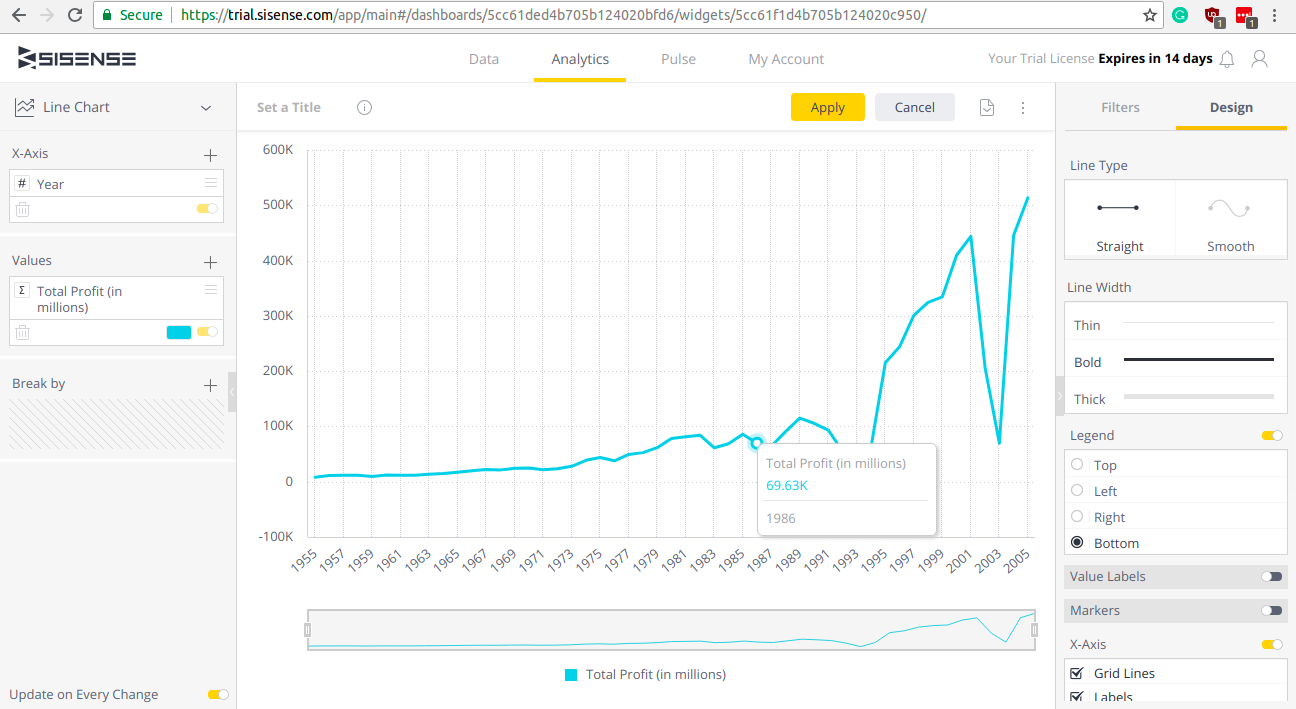 Secure
https://trial.sisense.com/app/main#/dashboards/5cc61ded4b705b124020bfd6/widgets/5cc61f1d4b705b124020c950/
1
1
SISENSE
Data
Analytics
Pulse
My Account
Your Trial License Expires in 14 days
Line Chart
X-Axis
# Year
Values
Σ Total Profit (in
millions)
Break by
Update on Every Change
Set a Title
Apply
Cancel
600K
500K
400K
300K
200K
100K
0
-100K
1955
1957
1959
1961
1963
1965
1967
1969
1971
1973
1975
1977
1979
1981
1983
1985
1987
1989
1991
1993
1995
1997
1999
2001
2003
2005
Total Profit (in millions)
69.63K
1986
Total Profit (in millions)
Filters
Design
Line Type
Straight
Smooth
Line Width
Thin
Bold
Thick
Legend
Top
Left
Right
Bottom
Value Labels
Markers
X-Axis
Grid Lines
Labels